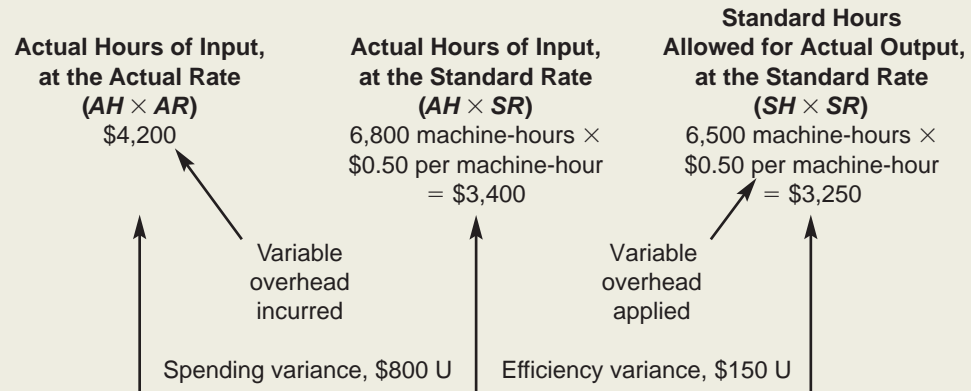 Actual Hours of Input,
at the Actual Rate
(AH × AR)
$4,200
Actual Hours of Input,
at the Standard Rate
(AH × SR)
6,800 machine-hours ×
$0.50 per machine-hour
= $3,400
Standard Hours
Allowed for Actual Output,
at the Standard Rate
(SH × SR)
6,500 machine-hours ×
$0.50 per machine-hour
= $3,250
Variable
overhead
incurred
Variable
overhead
applied
Spending variance, $800 U
Efficiency variance, $150 U